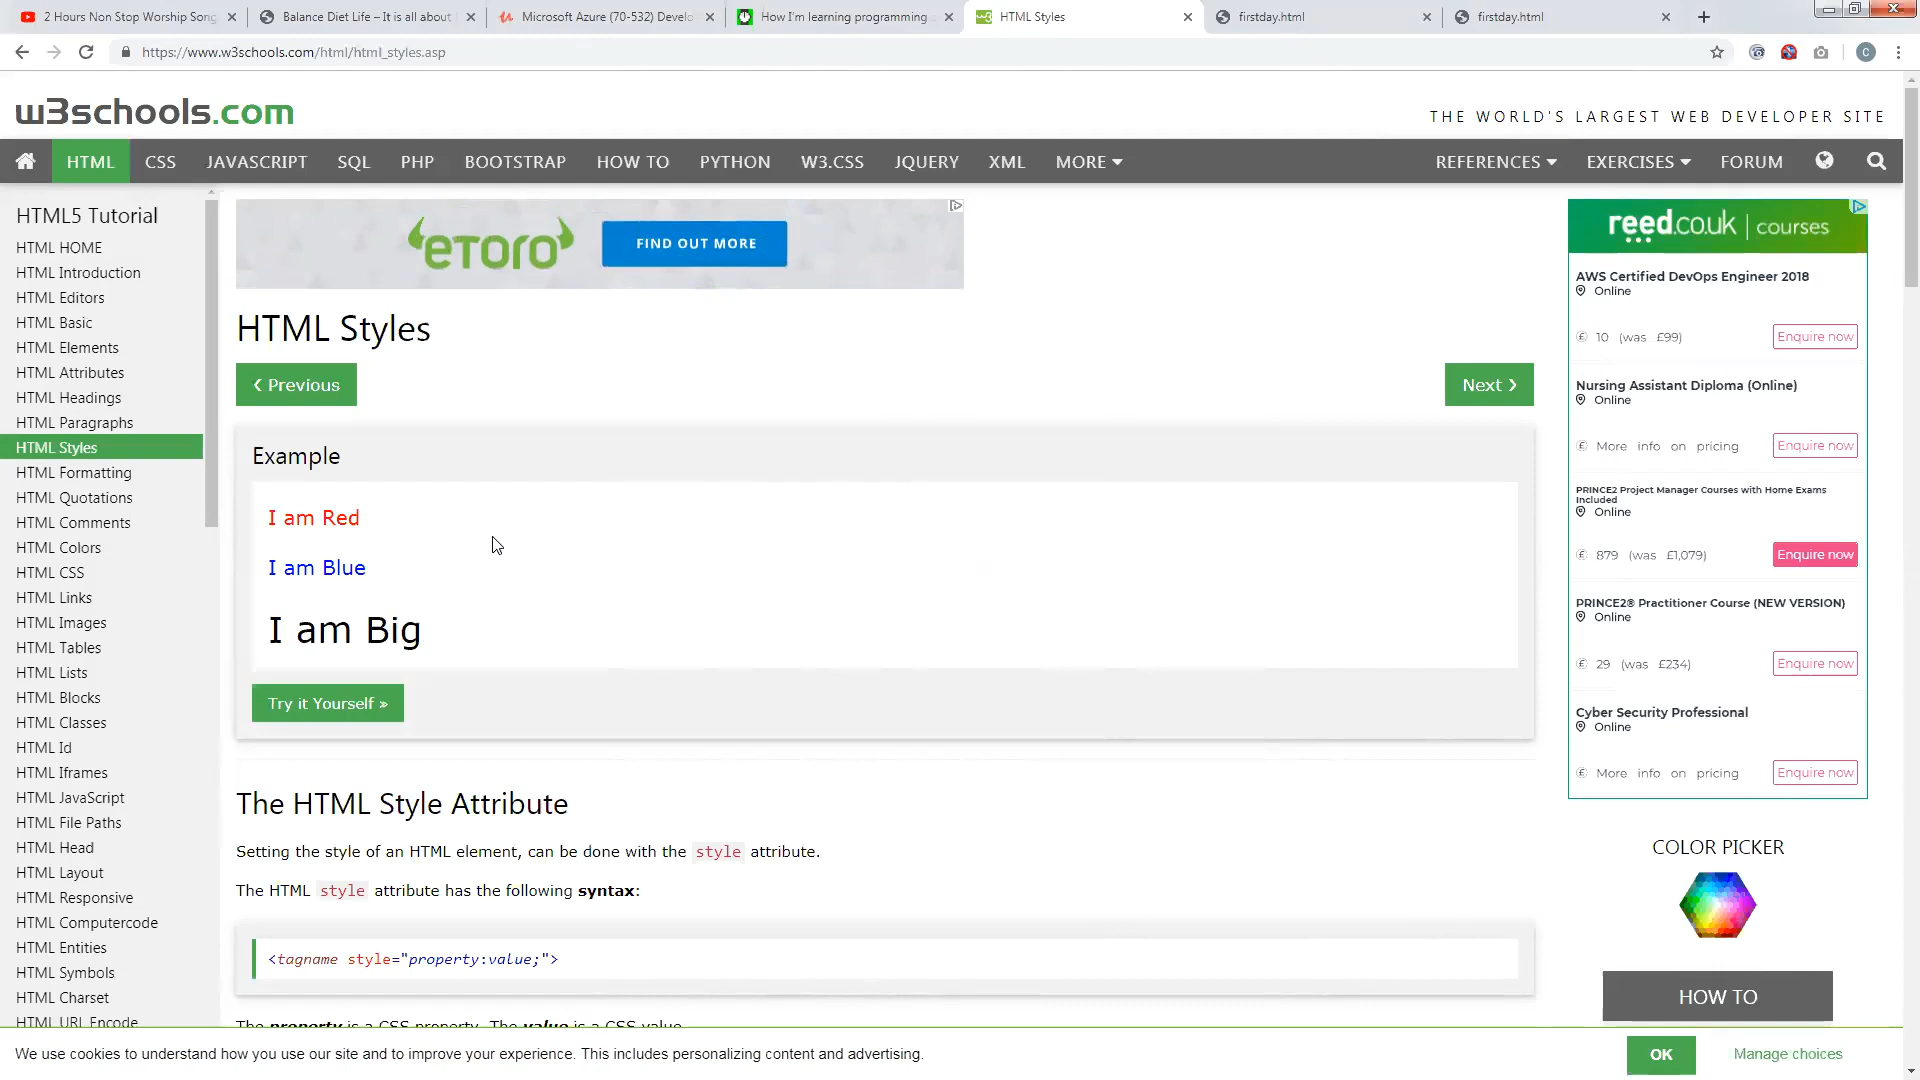 2 Hours Non Stop Worship Song
Balance Diet Life – It is all about
Microsoft Azure (70-532) Develo
How I'm learning programming
HTML Styles
firstday.html
firstday.html
https://www.w3schools.com/html/html_styles.asp
C
w3schools.com
THE WORLD'S LARGEST WEB DEVELOPER SITE
HTML CSS JAVASCRIPT SQL PHP BOOTSTRAP HOW TO PYTHON W3.CSS JQUERY XML MORE REFERENCES EXERCISES FORUM
HTML5 Tutorial
HTML HOME
HTML Introduction
HTML Editors
HTML Basic
HTML Elements
HTML Attributes
HTML Headings
HTML Paragraphs
HTML Styles
HTML Formatting
HTML Quotations
HTML Comments
HTML Colors
HTML CSS
HTML Links
HTML Images
HTML Tables
HTML Lists
HTML Blocks
HTML Classes
HTML Id
HTML Iframes
HTML JavaScript
HTML File Paths
HTML Head
HTML Layout
HTML Responsive
HTML Computercode
HTML Entities
HTML Symbols
HTML Charset
HTML URL Encode
eToro FIND OUT MORE
HTML Styles
❮ Previous
Next ❯
Example
I am Red
I am Blue
I am Big
Try it Yourself »
The HTML Style Attribute
Setting the style of an HTML element, can be done with the style attribute.
The HTML style attribute has the following syntax:
<tagname style="property:value;">
The property is a CSS property. The value is a CSS value.
reed.co.uk | courses
AWS Certified DevOps Engineer 2018
Online
£ 10 (was £99) Enquire now
Nursing Assistant Diploma (Online)
Online
£ More info on pricing Enquire now
PRINCE2 Project Manager Courses with Home Exams
Included
Online
£ 879 (was £1,079) Enquire now
PRINCE2® Practitioner Course (NEW VERSION)
Online
£ 29 (was £234) Enquire now
Cyber Security Professional
Online
£ More info on pricing Enquire now
COLOR PICKER
HOW TO
We use cookies to understand how you use our site and to improve your experience. This includes personalizing content and advertising.
OK
Manage choices